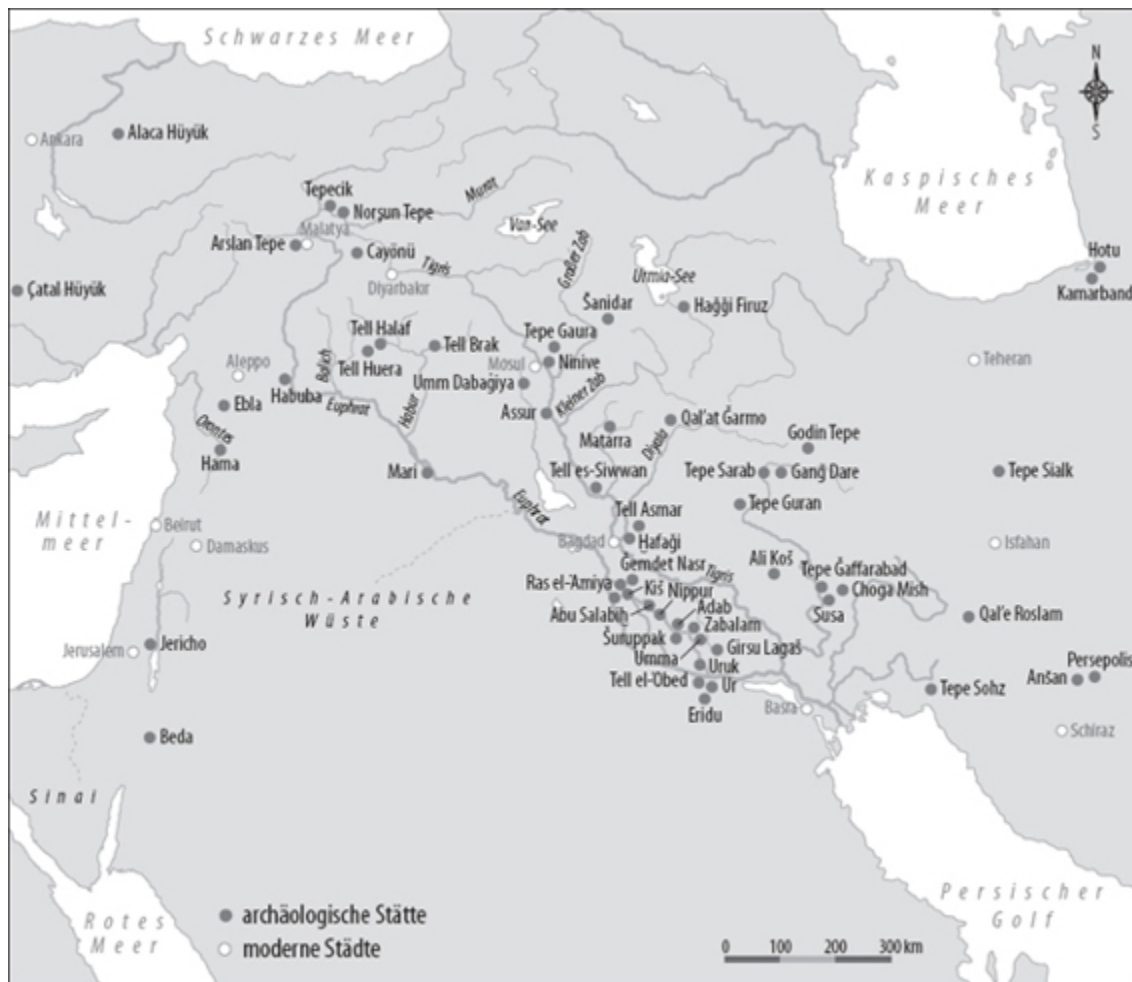 Schwarzes Meer
N
S
Ankara
Alaca Hüyük
Kaspisches
Meer
Tepecik
Murat
Norşun Tepe
Van-See
Malatya
Arslan Tepe
Cayönü
Tigris
Großer Zab
Urmia-See
Hotu
Kamarband
Çatal Hüyük
Diyarbakır
Šanidar
Haǧǧi Firuz
Tell Halaf
Tell Brak
Tepe Gaura
Teheran
Aleppo
Balich
Tell Huera
Mosul
Ninive
Umm Dabaǧiya
Habuba
Ebla
Euphrat
Habur
Assur
Kleiner Zab
Qal'at Ǧarmo
Orontes
Matarra
Diyala
Godin Tepe
Hama
Mari
Tell es-Siwwan
Tepe Sarab
Ganǧ Dare
Tepe Sialk
Euphrat
Tepe Guran
Mittel-
meer
Beirut
Tell Asmar
Damaskus
Bagdad
Hafaǧi
Isfahan
Ǧemdet Nasr
Tigris
Ali Koš
Tepe Ǧaffarabad
Ras el-'Amiya
Kiš
Nippur
Choga Mish
Syrisch-Arabische
Wüste
Abu Salabih
Adab
Susa
Zabalam
Qal'e Roslam
Šuruppak
Jericho
Jerusalem
Umma
Girsu Lagaš
Uruk
Persepolis
Tell el-'Obed
Ur
Anšan
Tepe Sohz
Eridu
Basra
Beda
Schiraz
Sinai
Persischer
Golf
Rotes
Meer
archäologische Stätte
moderne Städte
0 100 200 300 km